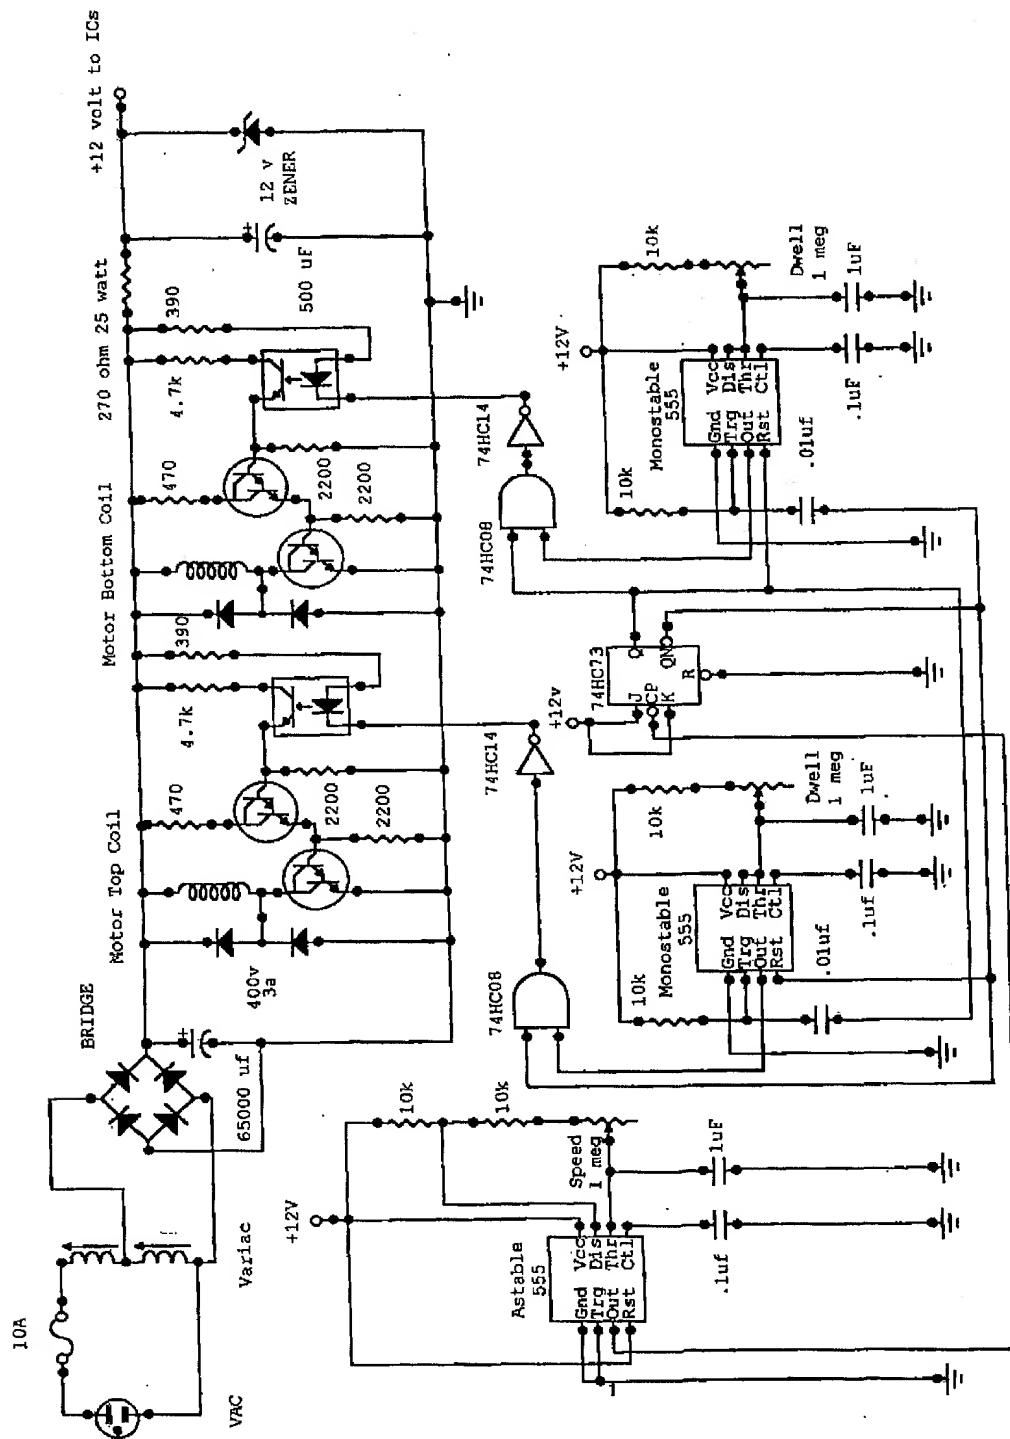 10A
VAC
Variac
BRIDGE
65000 uf
400v
3a
Motor Top Coil
470
2200
2200
4.7k
390
Motor Bottom Coil
470
2200
2200
4.7k
390
270 ohm 25 watt
500 uF
12 v
ZENER
+12 volt to ICs
+12V
10k
10k
Speed
1 meg
1uF
.1uf
Astable
555
Gnd Vcc
Trg Dis
Out Thr
Rst Ctl
74HC08
74HC14
+12V
10k
10k
Dwell
1 meg
1uF
.1uf
.01uf
Monostable
555
Gnd Vcc
Trg Dis
Out Thr
Rst Ctl
+12v
74HC73
J Q
CP
K QN
R
74HC08
74HC14
+12V
10k
10k
Dwell
1 meg
1uF
.1uF
.01uf
Monostable
555
Gnd Vcc
Trg Dis
Out Thr
Rst Ctl